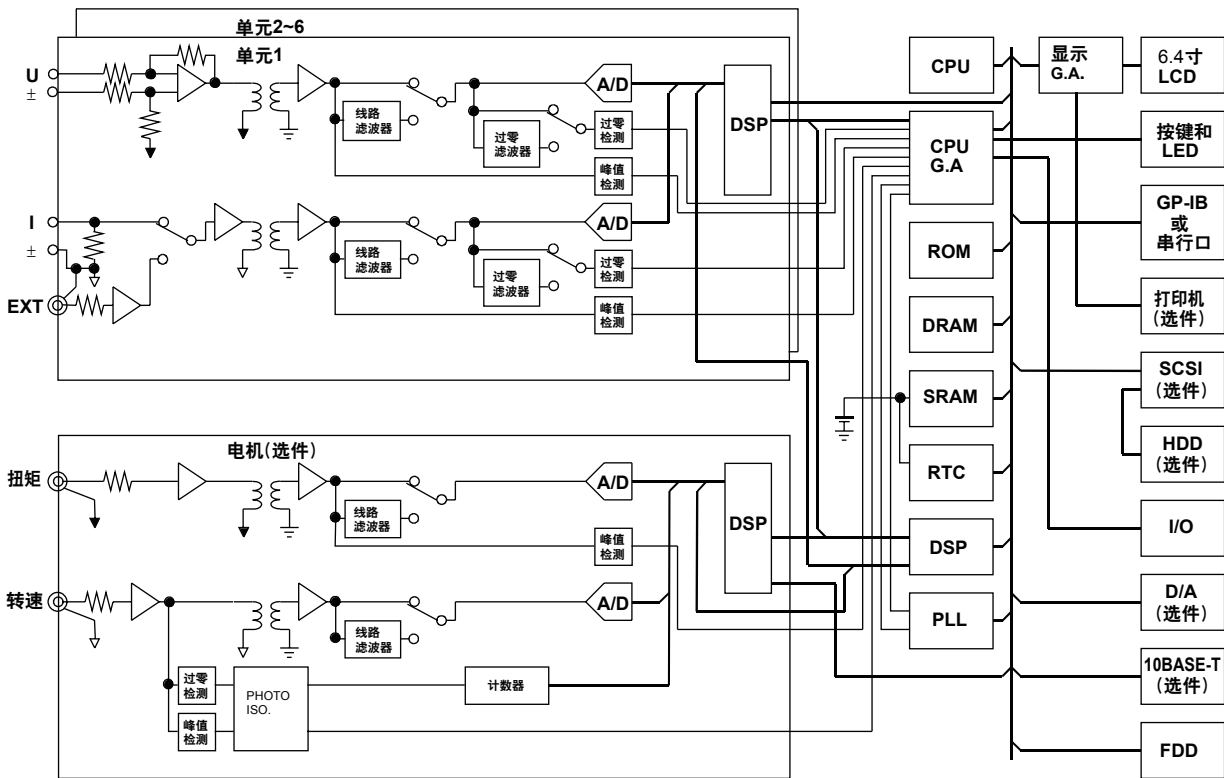 单元2~6
单元1
U
±
线路
滤波器
过零
滤波器
过零
检测
峰值
检测
A/D
DSP
I
±
EXT
线路
滤波器
过零
滤波器
过零
检测
峰值
检测
A/D
电机(选件)
扭矩
线路
滤波器
峰值
检测
A/D
DSP
转速
线路
滤波器
A/D
过零
检测
峰值
检测
PHOTO
ISO.
计数器
CPU
CPU
G.A
ROM
DRAM
SRAM
RTC
DSP
PLL
显示
G.A.
6.4寸
LCD
按键和
LED
GP-IB
或
串行口
打印机
(选件)
SCSI
(选件)
HDD
(选件)
I/O
D/A
(选件)
10BASE-T
(选件)
FDD